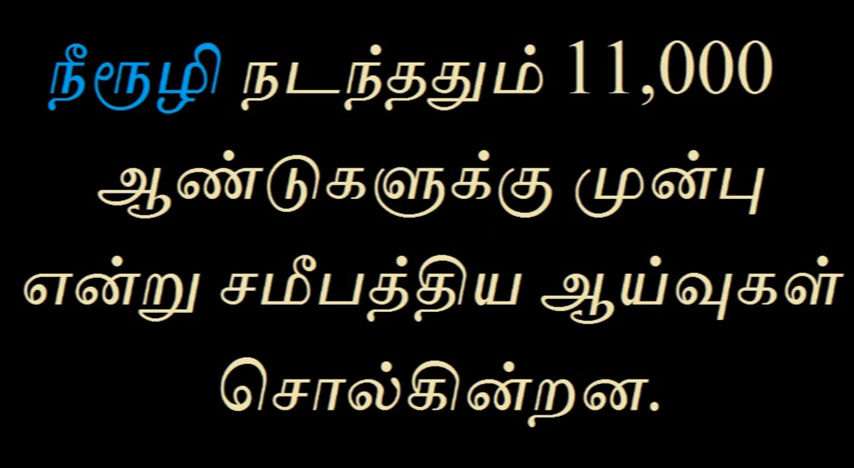 நீரூழி நடந்ததும் 11,000
ஆண்டுகளுக்கு முன்பு
என்று சமீபத்திய ஆய்வுகள்
சொல்கின்றன.